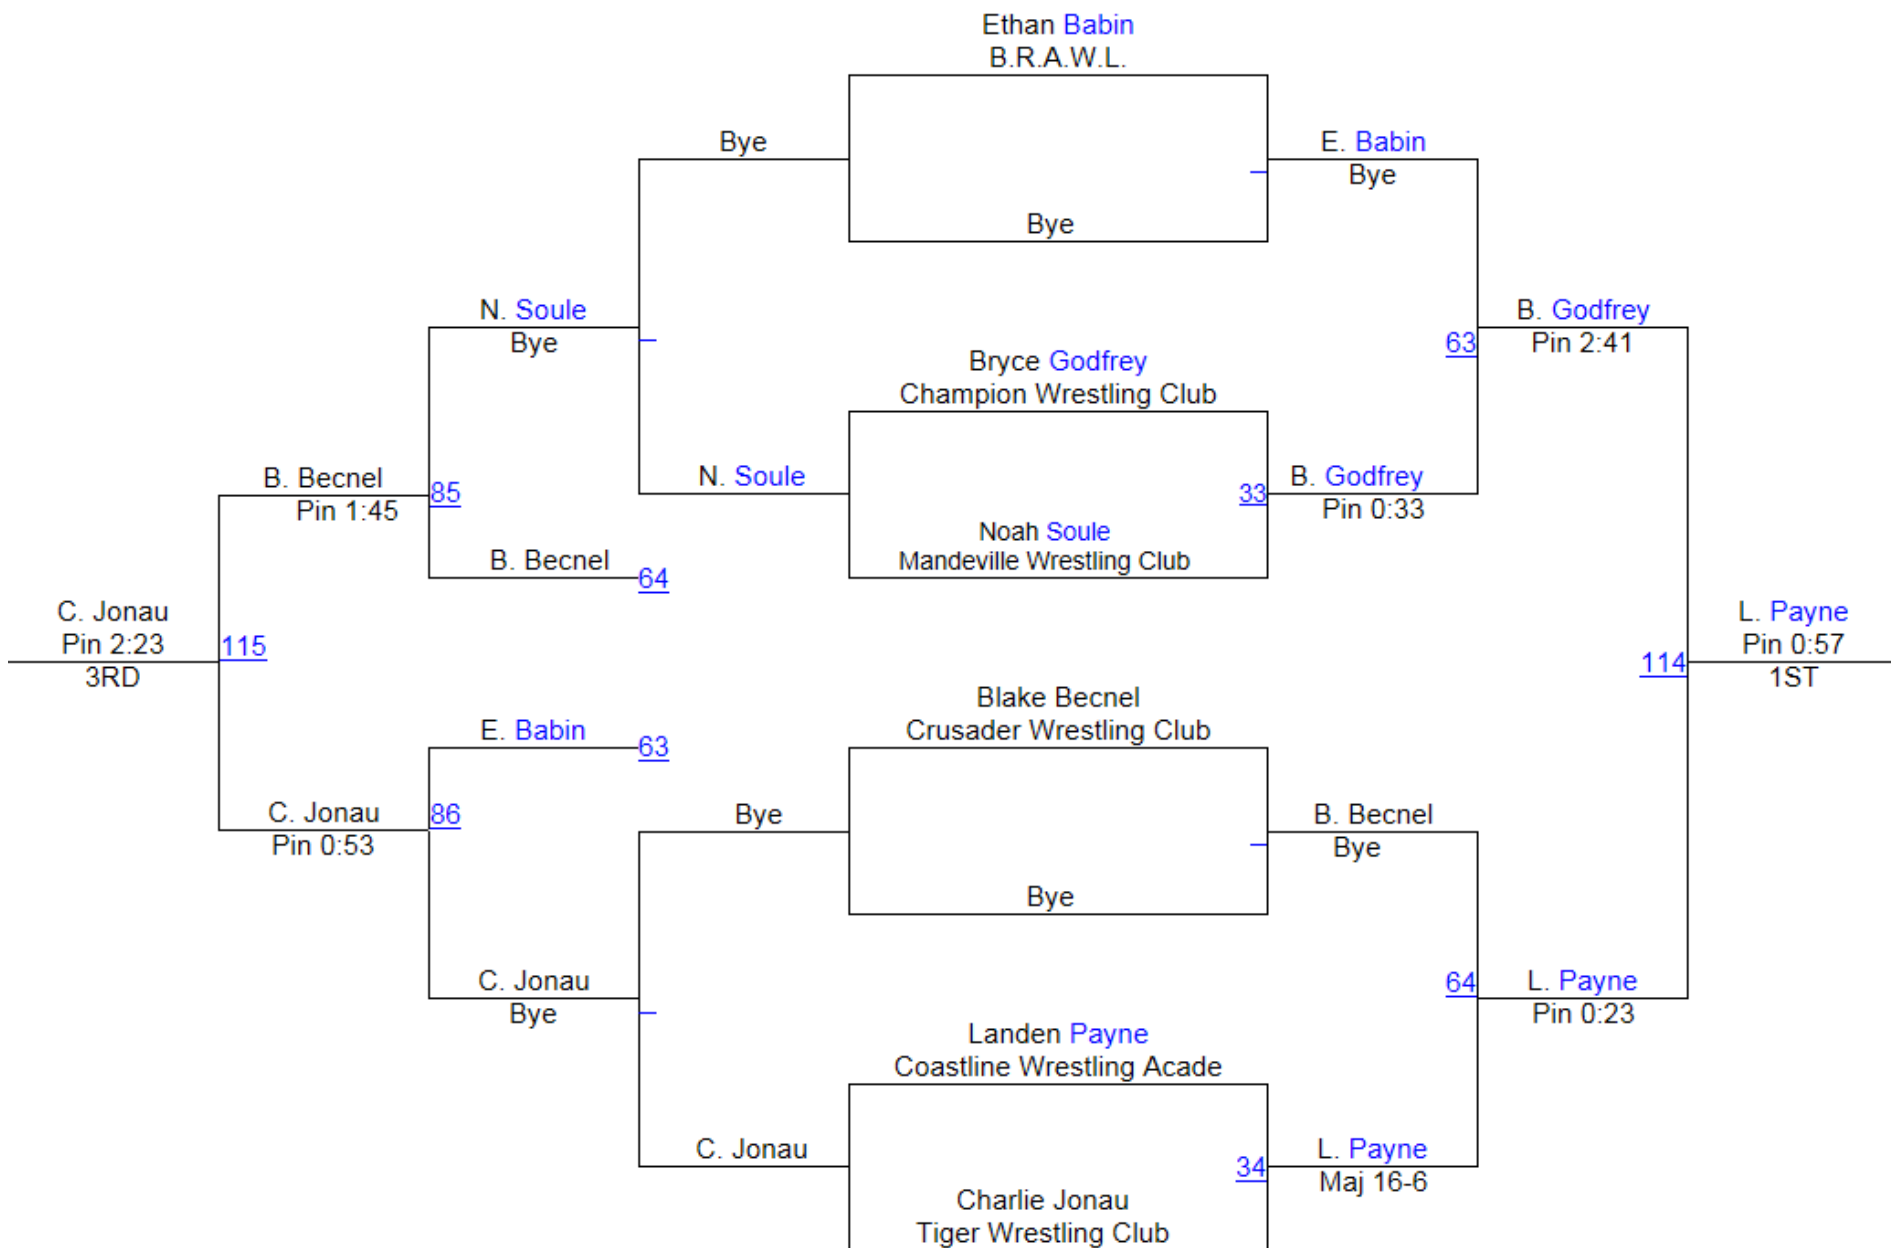 Ethan Babin
B.R.A.W.L.
Bye
E. Babin
Bye
Bye
N. Soule
Bye
B. Godfrey
Pin 2:41
63
Bryce Godfrey
Champion Wrestling Club
B. Becnel
Pin 1:45
85
N. Soule
33
B. Godfrey
Pin 0:33
Noah Soule
Mandeville Wrestling Club
B. Becnel
64
C. Jonau
Pin 2:23
3RD
115
L. Payne
Pin 0:57
1ST
114
Blake Becnel
Crusader Wrestling Club
E. Babin
63
C. Jonau
Pin 0:53
86
Bye
B. Becnel
Bye
Bye
C. Jonau
Bye
64
L. Payne
Pin 0:23
Landen Payne
Coastline Wrestling Acade
C. Jonau
34
L. Payne
Maj 16-6
Charlie Jonau
Tiger Wrestling Club